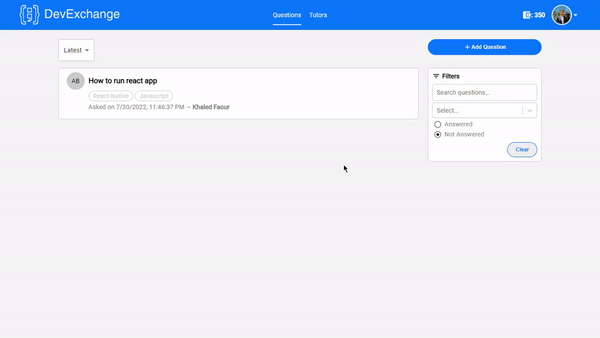 DevExchange
Questions
Tutors
: 350
Latest
+ Add Question
AB
How to run react app
React Native
Javascript
Asked on 7/30/2022, 11:46:37 PM — Khaled Faour
Filters
Search questions...
Select...
Answered
Not Answered
Clear